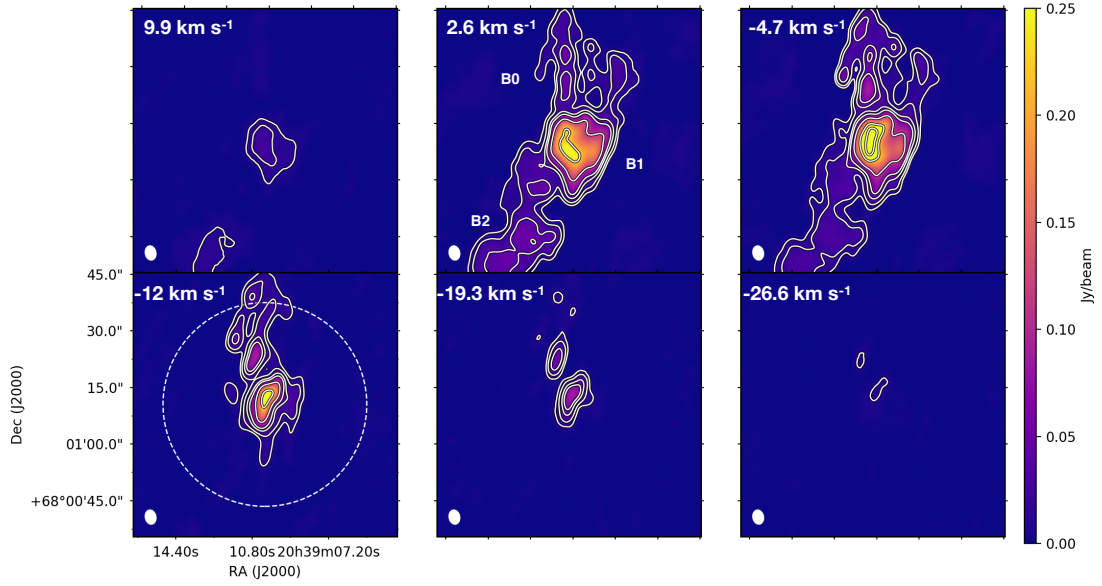 9.9 km s⁻¹
2.6 km s⁻¹
-4.7 km s⁻¹
B0
B1
B2
0.25
0.20
0.15
0.10
0.05
0.00
Jy/beam
-12 km s⁻¹
-19.3 km s⁻¹
-26.6 km s⁻¹
45.0"
30.0"
15.0"
01'00.0"
+68°00'45.0"
Dec (J2000)
14.40s 10.80s 20h39m07.20s
RA (J2000)